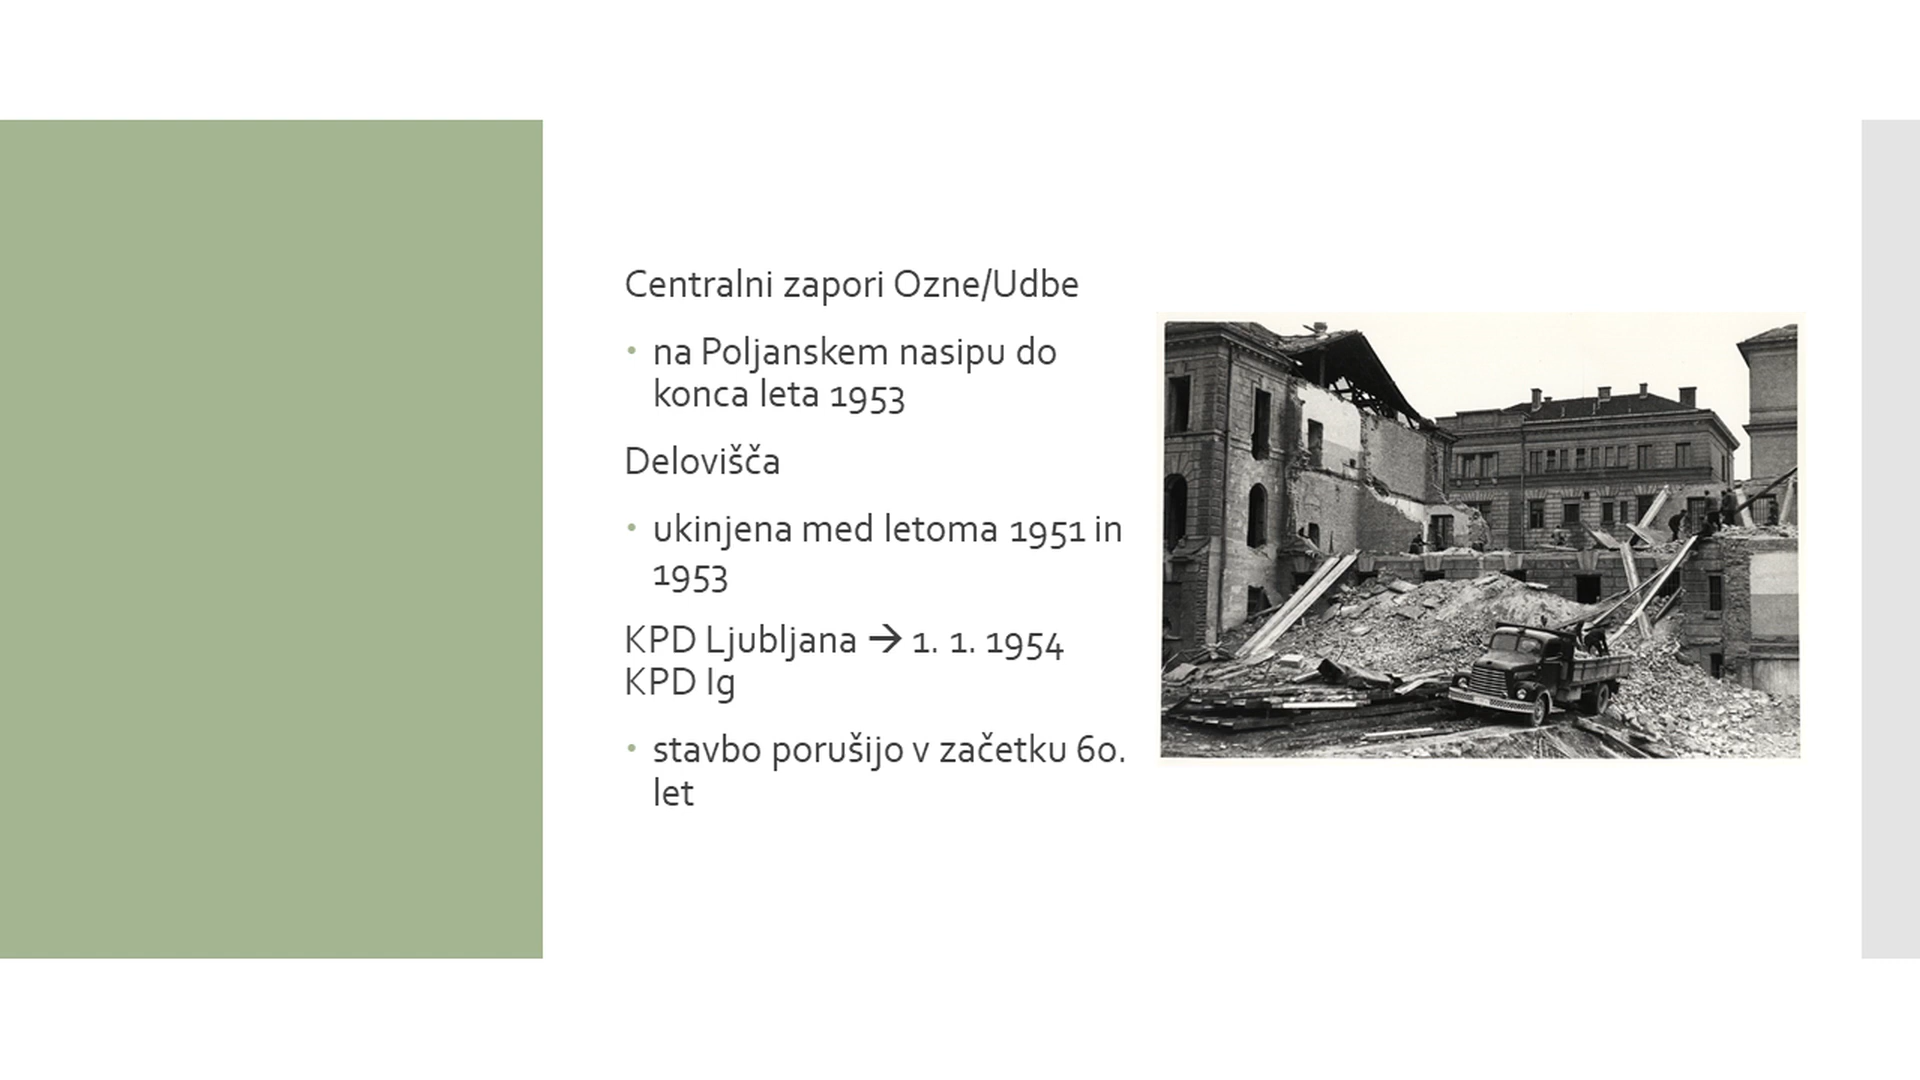 Centralni zapori Ozne/Udbe
• na Poljanskem nasipu do
konca leta 1953
Delovišča
• ukinjena med letoma 1951 in
1953
KPD Ljubljana → 1. 1. 1954
KPD Ig
• stavbo porušijo v začetku 60.
let